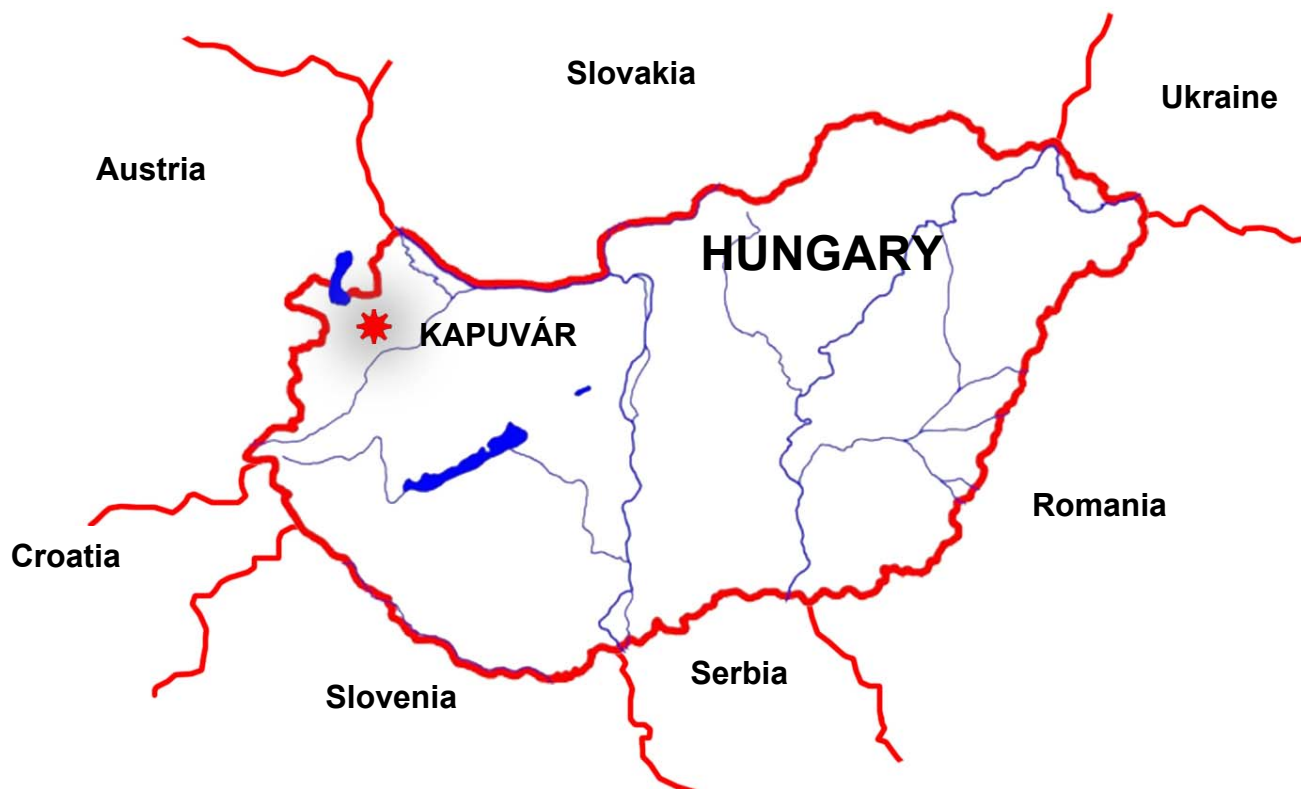 Slovakia
Ukraine
Austria
HUNGARY
KAPUVÁR
Romania
Croatia
Serbia
Slovenia